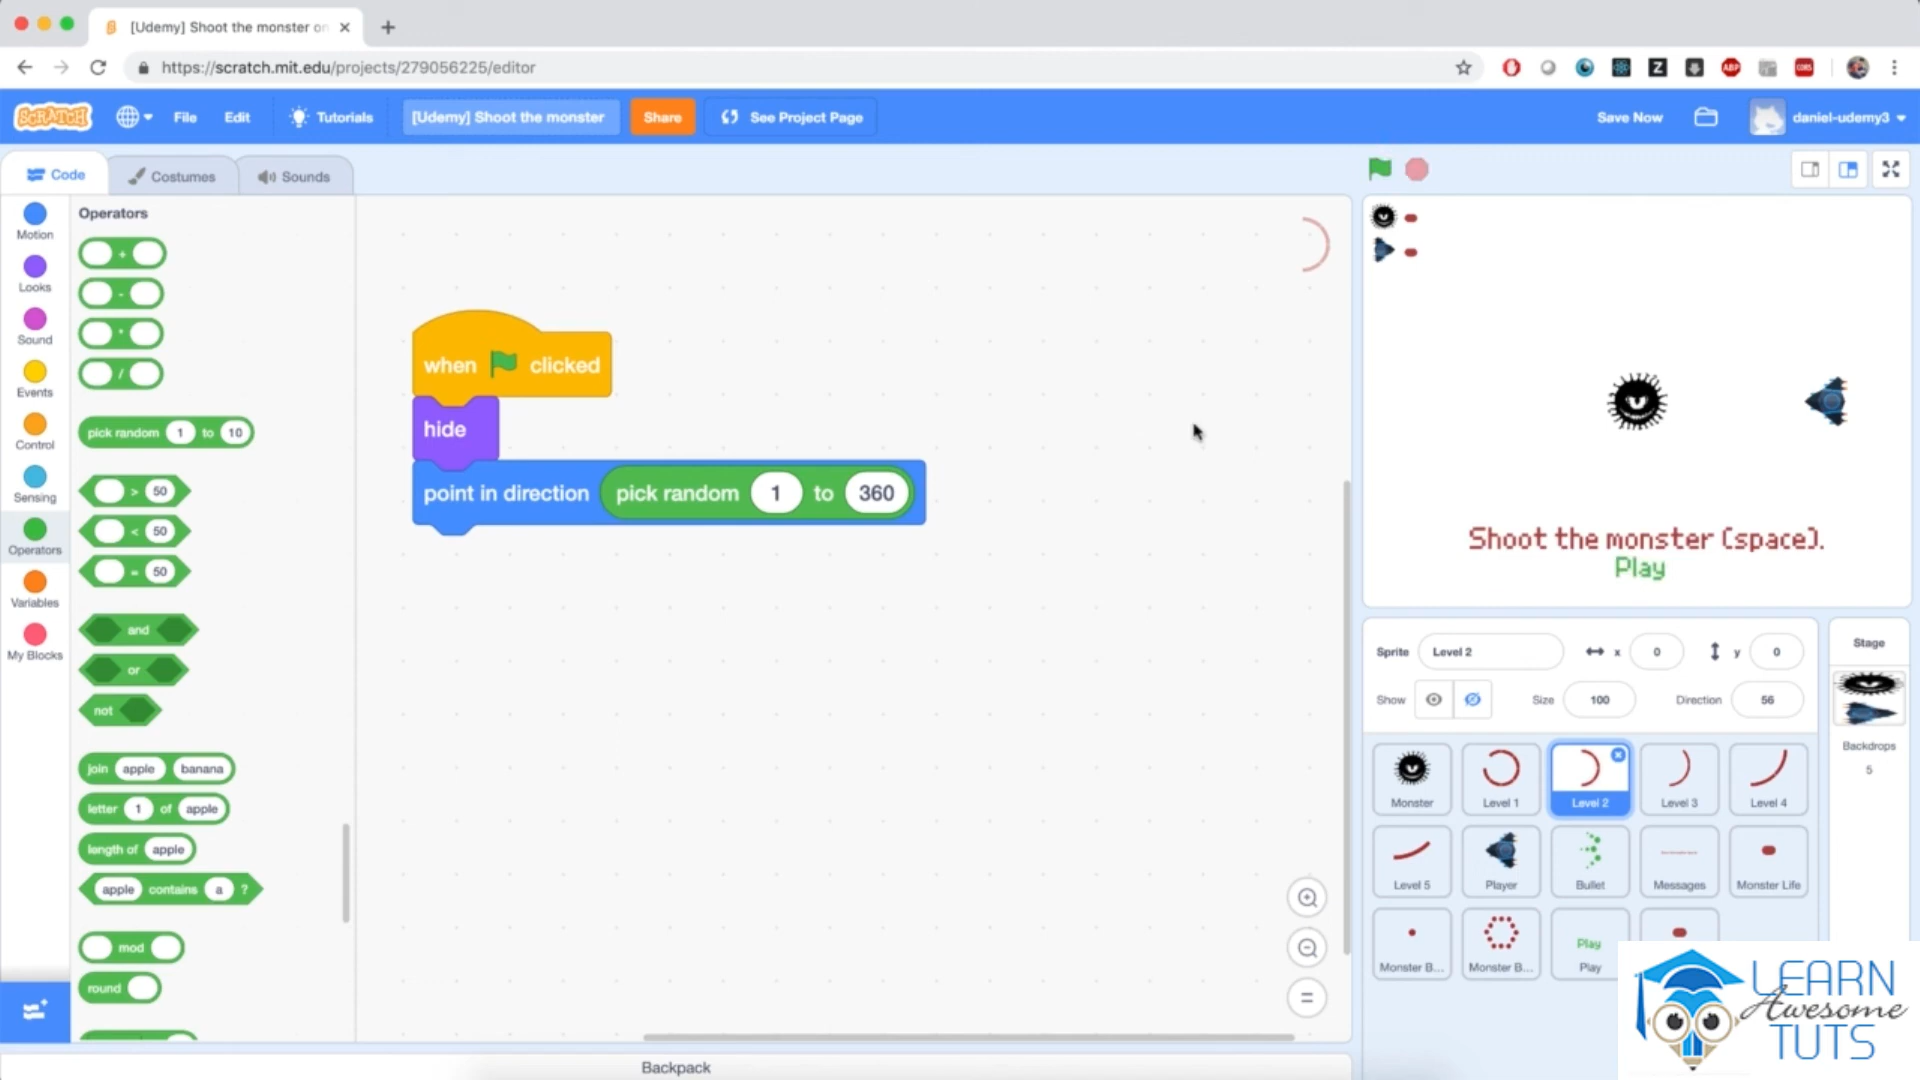 [Udemy] Shoot the monster on
https://scratch.mit.edu/projects/279056225/editor
ABP
CORS
SCRATCH
File
Edit
Tutorials
[Udemy] Shoot the monster
Share
See Project Page
Save Now
daniel-udemy3
Code
Costumes
Sounds
Motion
Looks
Sound
Events
Control
Sensing
Operators
Variables
My Blocks
Operators
+
-
*
/
pick random 1 to 10
> 50
< 50
= 50
and
or
not
join apple banana
letter 1 of apple
length of apple
apple contains a ?
mod
round
when clicked
hide
point in direction pick random 1 to 360
Shoot the monster (space).
Play
Sprite Level 2 x 0 y 0
Show Size 100 Direction 56
Monster
Level 1
Level 2
Level 3
Level 4
Level 5
Player
Bullet
Messages
Monster Life
Monster B...
Monster B...
Play
Play
Stage
Backdrops
5
Backpack
LEARN
Awesome
TUTS